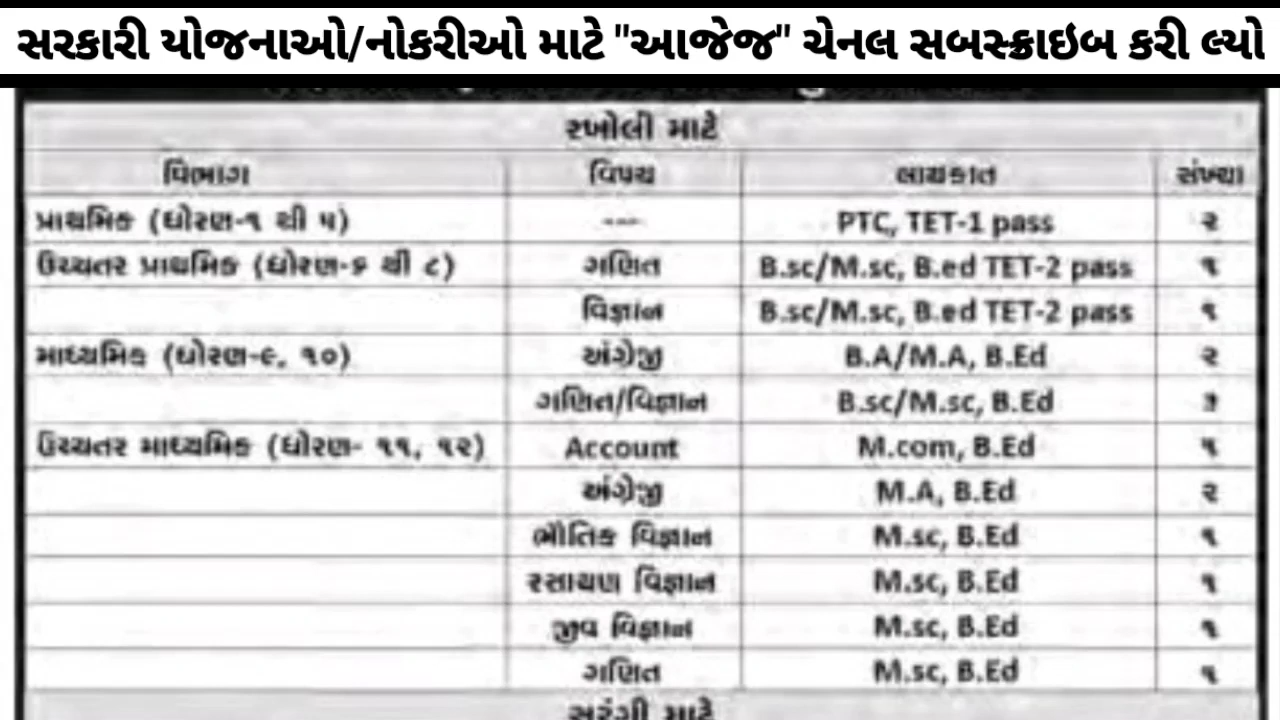 સરકારી યોજનાઓ/નોકરીઓ માટે "આજેજ" ચેનલ સબસ્ક્રાઇબ કરી લ્યો
રખોલી માટે
વિભાગ વિષય લાયકાત સંખ્યા
પ્રાથમિક (ધોરણ-૧ થી ૫) --- PTC, TET-1 pass ૨
ઉચ્ચતર પ્રાથમિક (ધોરણ-૬ થી ૮) ગણિત B.sc/M.sc, B.ed TET-2 pass ૧
વિજ્ઞાન B.sc/M.sc, B.ed TET-2 pass ૧
માધ્યમિક (ધોરણ-૯, ૧૦) અંગ્રેજી B.A/M.A, B.Ed ૨
ગણિત/વિજ્ઞાન B.sc/M.sc, B.Ed
ઉચ્ચતર માધ્યમિક (ધોરણ- ૧૧, ૧૨) Account M.com, B.Ed ૧
અંગ્રેજી M.A, B.Ed ૨
ભૌતિક વિજ્ઞાન M.sc, B.Ed ૧
રસાયણ વિજ્ઞાન M.sc, B.Ed ૧
જીવ વિજ્ઞાન M.sc, B.Ed ૧
ગણિત M.sc, B.Ed ૧
સરંગી માટે